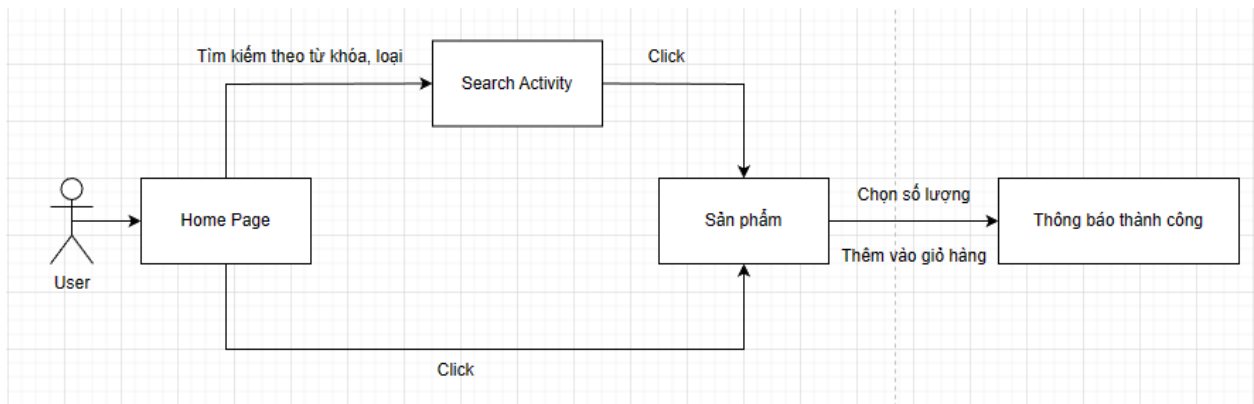 Tìm kiếm theo từ khóa, loại
Search Activity
Click
User
Home Page
Sản phẩm
Chọn số lượng
Thêm vào giỏ hàng
Thông báo thành công
Click